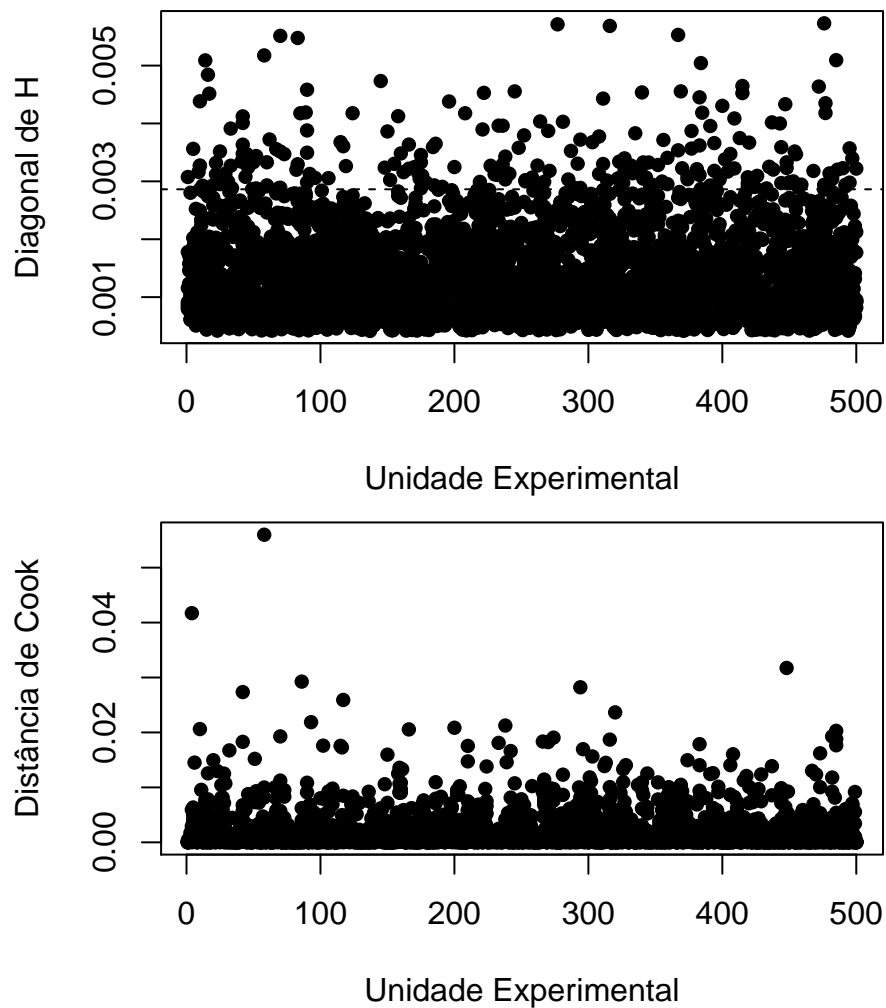 Diagonal de H
0.005
0.003
0.001
0 100 200 300 400 500
Unidade Experimental
Distância de Cook
0.04
0.02
0.00
0 100 200 300 400 500
Unidade Experimental